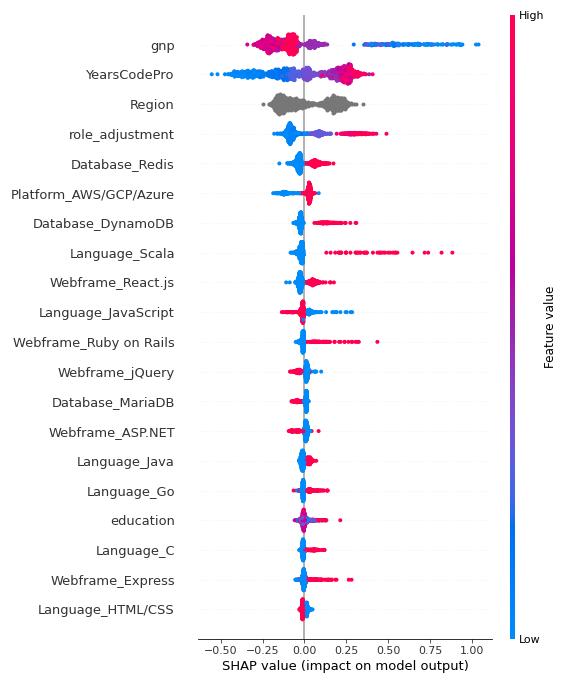 High
gnp
YearsCodePro
Region
role_adjustment
Database_Redis
Platform_AWS/GCP/Azure
Database_DynamoDB
Language_Scala
Webframe_React.js
Language_JavaScript
Webframe_Ruby on Rails
Webframe_jQuery
Database_MariaDB
Webframe_ASP.NET
Language_Java
Language_Go
education
Language_C
Webframe_Express
Language_HTML/CSS
Feature value
Low
−0.50 −0.25 0.00 0.25 0.50 0.75 1.00
SHAP value (impact on model output)